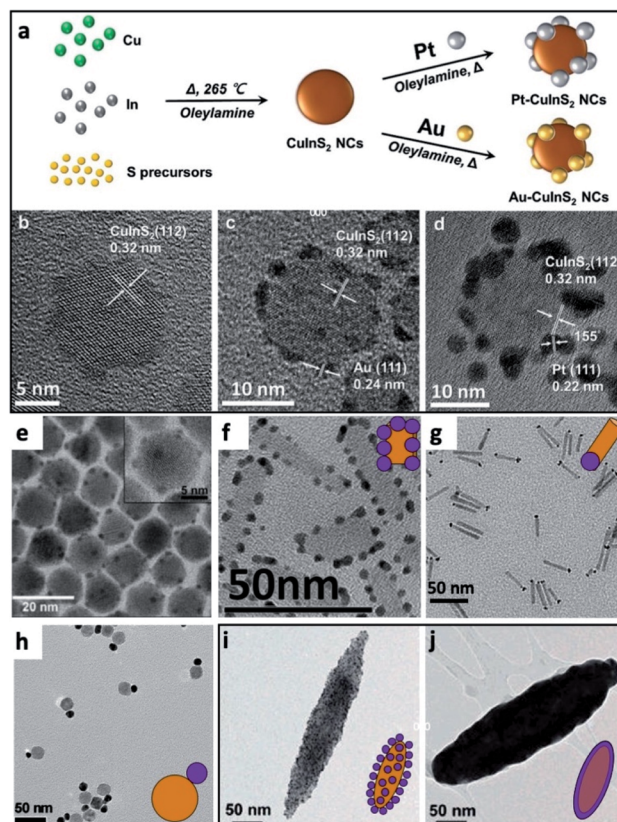 a
Cu
In
S precursors
Δ, 265 ℃
Oleylamine
CuInS₂ NCs
Pt
Oleylamine, Δ
Pt-CuInS₂ NCs
Au
Oleylamine, Δ
Au-CuInS₂ NCs
b
CuInS₂(112)
0.32 nm
5 nm
c
CuInS₂(112)
0.32 nm
Au (111)
0.24 nm
10 nm
d
CuInS₂(112)
0.32 nm
155°
Pt (111)
0.22 nm
10 nm
e
5 nm
20 nm
f
50nm
g
50 nm
h
50 nm
i
50 nm
j
50 nm